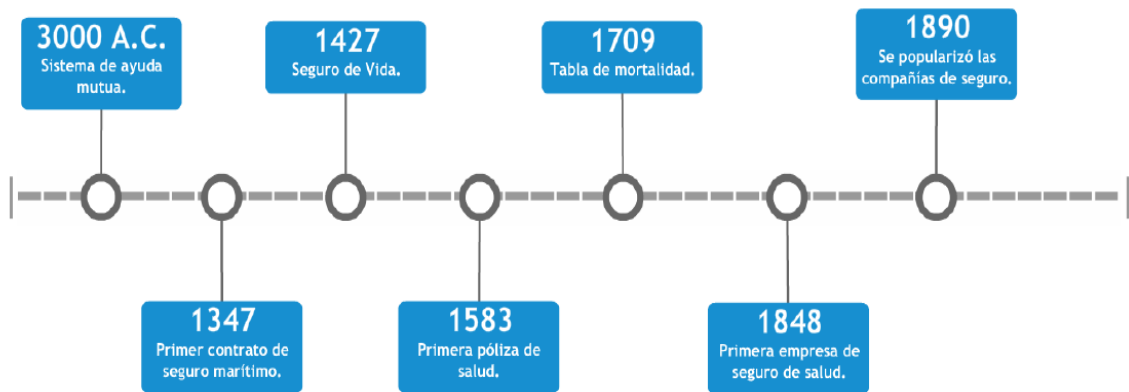 3000 A.C.
Sistema de ayuda
mutua.
1347
Primer contrato de
seguro marítimo.
1427
Seguro de Vida.
1583
Primera póliza de
salud.
1709
Tabla de mortalidad.
1848
Primera empresa de
seguro de salud.
1890
Se popularizó las
compañías de seguro.